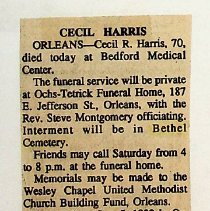 CECIL HARRIS
ORLEANS—Cecil R. Harris, 70,
died today at Bedford Medical
Center.
The funeral service will be private
at Ochs-Tetrick Funeral Home, 187
E. Jefferson St., Orleans, with the
Rev. Steve Montgomery officiating.
Interment will be in Bethel
Cemetery.
Friends may call Saturday from 4
to 8 p.m. at the funeral home.
Memorials may be made to the
Wesley Chapel United Methodist
Church Building Fund, Orleans.